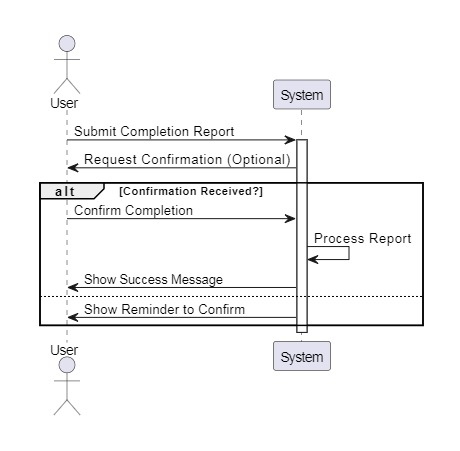 User
System
Submit Completion Report
Request Confirmation (Optional)
alt [Confirmation Received?]
Confirm Completion
Process Report
Show Success Message
Show Reminder to Confirm
User
System